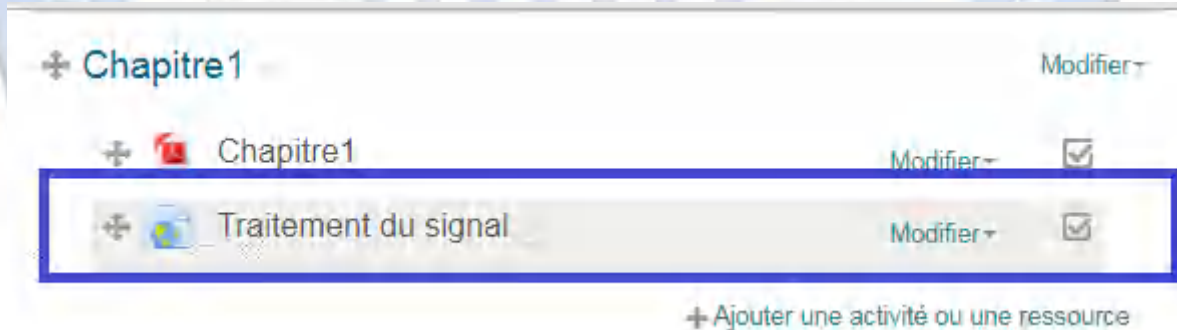 Chapitre1 Modifier
Chapitre1 Modifier
Traitement du signal Modifier
Ajouter une activité ou une ressource